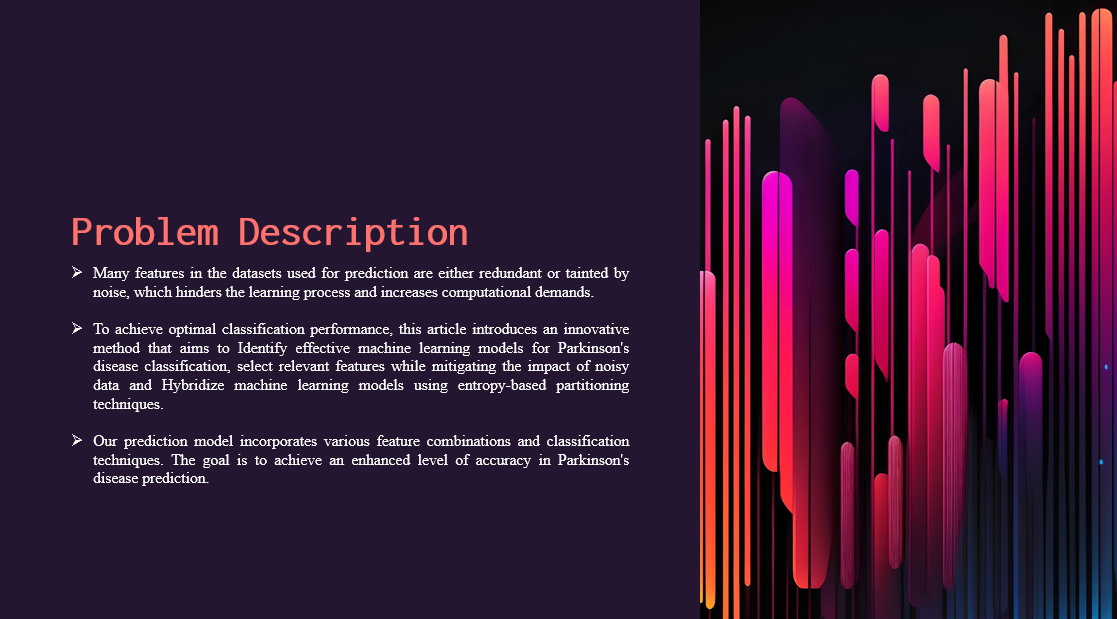 Problem Description
➢ Many features in the datasets used for prediction are either redundant or tainted by
noise, which hinders the learning process and increases computational demands.
➢ To achieve optimal classification performance, this article introduces an innovative
method that aims to Identify effective machine learning models for Parkinson's
disease classification, select relevant features while mitigating the impact of noisy
data and Hybridize machine learning models using entropy-based partitioning
techniques.
➢ Our prediction model incorporates various feature combinations and classification
techniques. The goal is to achieve an enhanced level of accuracy in Parkinson's
disease prediction.